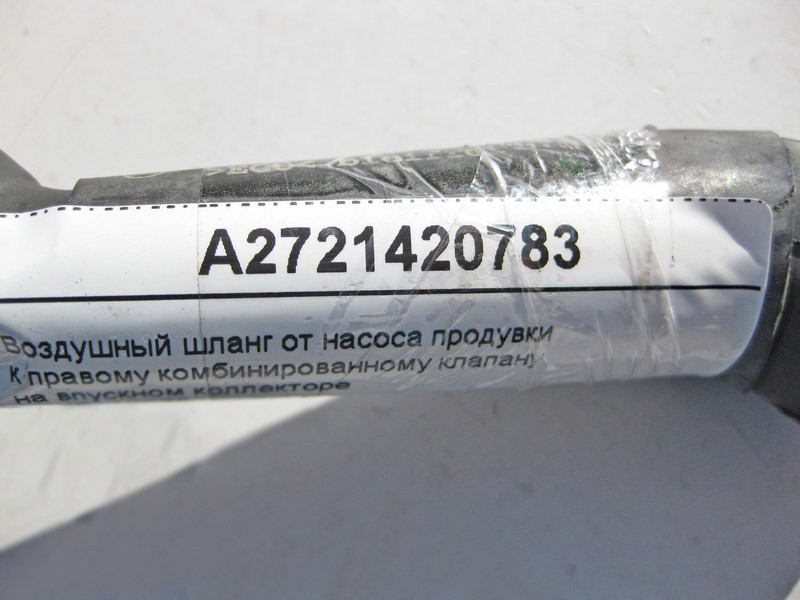 A2721420783
Воздушный шланг от насоса продувки
к правому комбинированному клапану
на впускном коллекторе